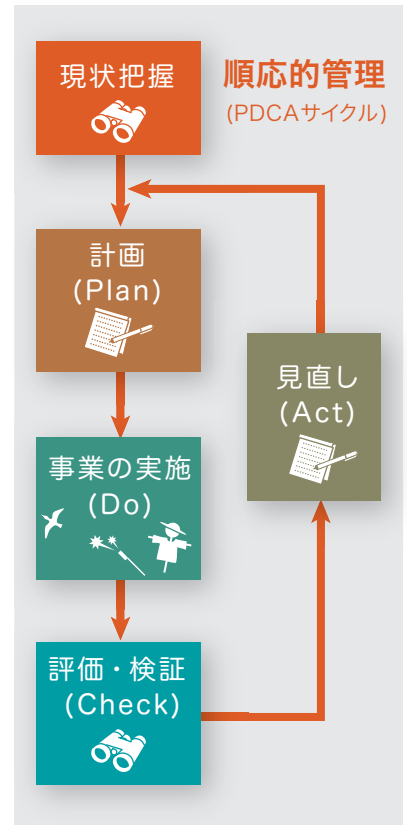 現状把握
順応的管理
(PDCAサイクル)
計画
(Plan)
事業の実施
(Do)
評価・検証
(Check)
見直し
(Act)